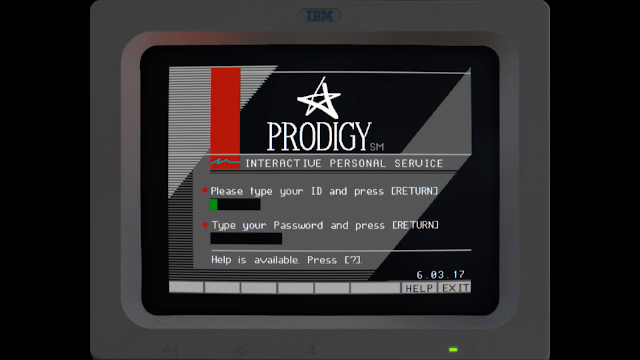 IBM
PRODIGY SM
INTERACTIVE PERSONAL SERVICE
Please type your ID and press [RETURN]
Type your Password and press [RETURN]
Help is available. Press [?].
6.03.17
HELP EXIT